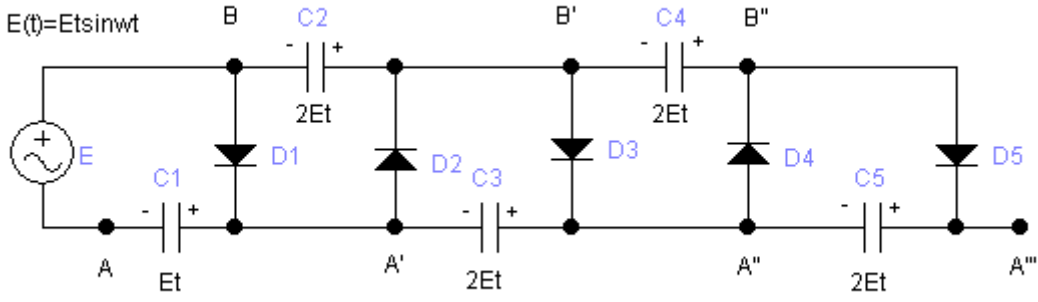 E(t)=Etsinwt
B C2 B' C4 B"
- + - +
2Et 2Et
+
E D1 D2 D3 D4 D5
C1 C3 C5
- + - + - +
A A' A" A'"
Et 2Et 2Et